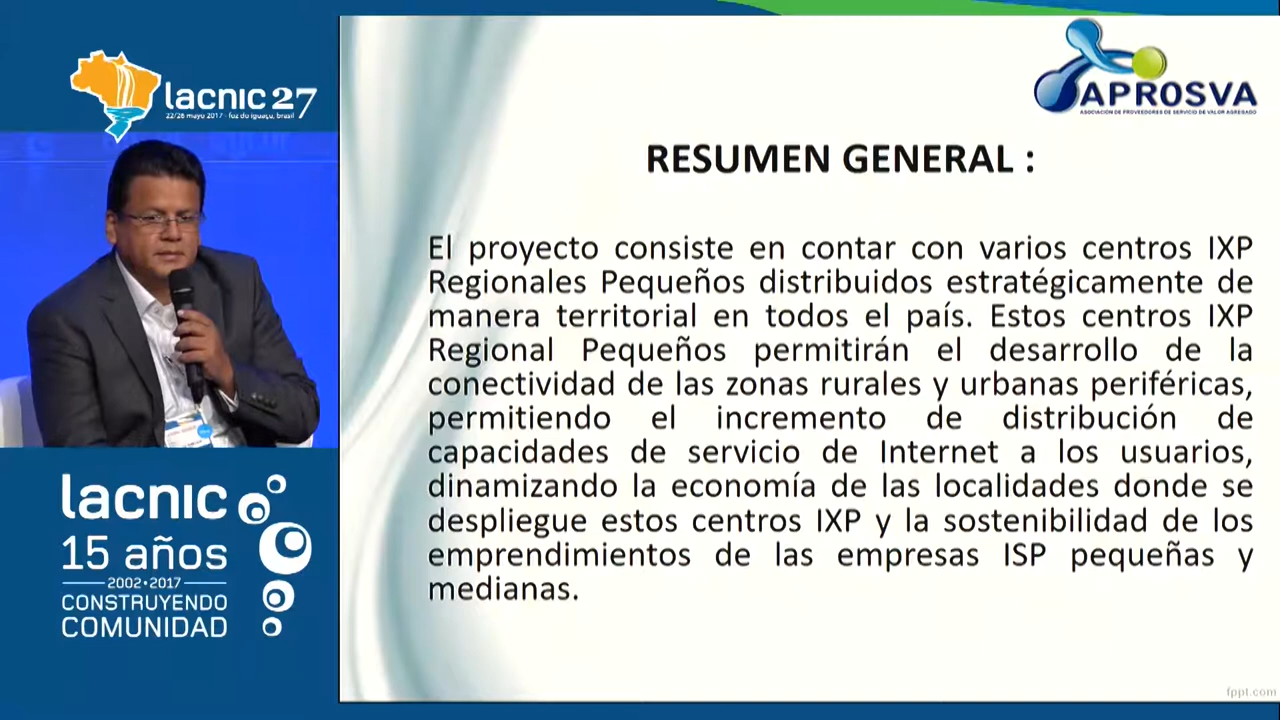 lacnic 27
22/26 mayo 2017 - foz do iguaçu, brasil
lacnic
15 años
2002•2017
CONSTRUYENDO
COMUNIDAD
APROSVA
ASOCIACIÓN DE PROVEEDORES DE SERVICIO DE VALOR AGREGADO
RESUMEN GENERAL :
El proyecto consiste en contar con varios centros IXP
Regionales Pequeños distribuidos estratégicamente de
manera territorial en todos el país. Estos centros IXP
Regional Pequeños permitirán el desarrollo de la
conectividad de las zonas rurales y urbanas periféricas,
permitiendo el incremento de distribución de
capacidades de servicio de Internet a los usuarios,
dinamizando la economía de las localidades donde se
despliegue estos centros IXP y la sostenibilidad de los
emprendimientos de las empresas ISP pequeñas y
medianas.
fppt.com